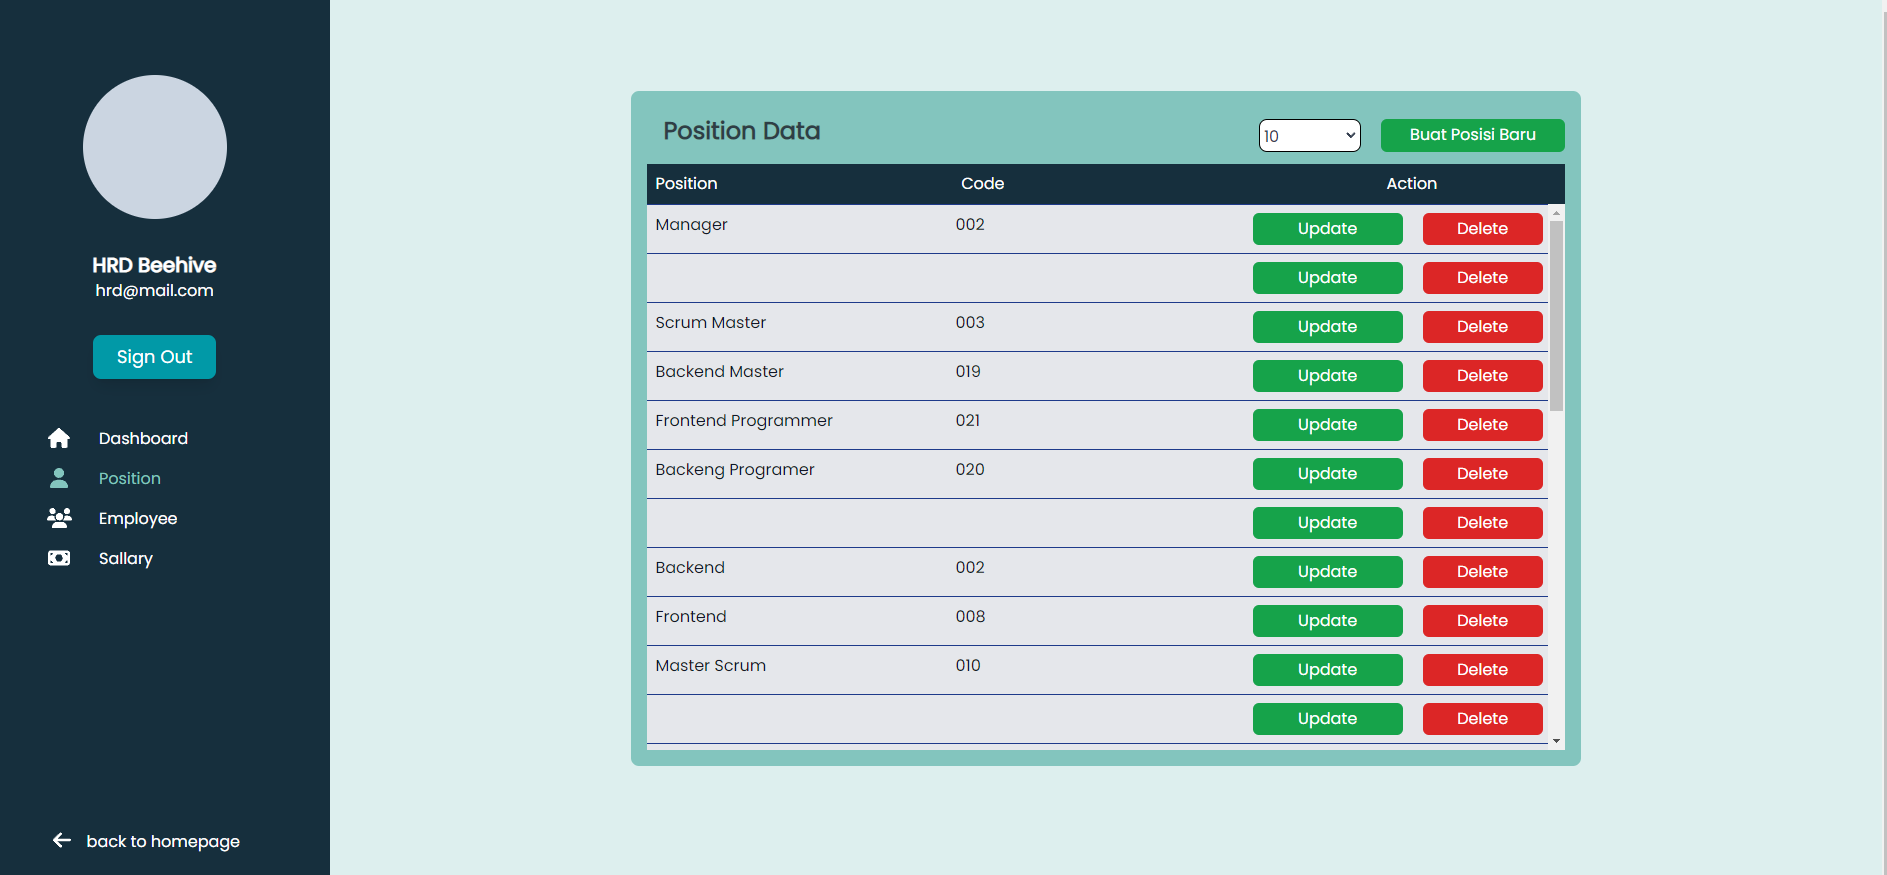 HRD Beehive
hrd@mail.com
Sign Out
Dashboard
Position
Employee
Sallary
back to homepage
Position Data
10
Buat Posisi Baru
Position Code Action
Manager 002 Update Delete
Update Delete
Scrum Master 003 Update Delete
Backend Master 019 Update Delete
Frontend Programmer 021 Update Delete
Backeng Programer 020 Update Delete
Update Delete
Backend 002 Update Delete
Frontend 008 Update Delete
Master Scrum 010 Update Delete
Update Delete